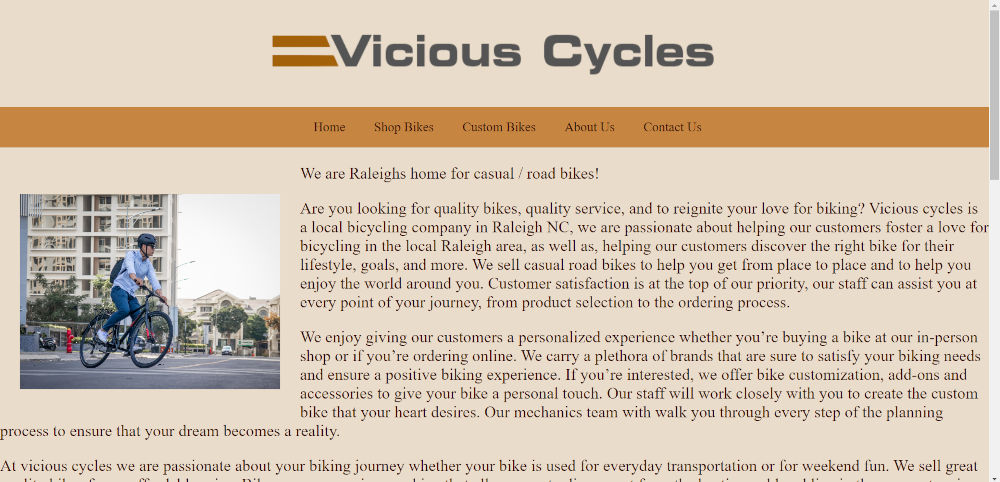 Vicious Cycles
Home Shop Bikes Custom Bikes About Us Contact Us
We are Raleighs home for casual / road bikes!
Are you looking for quality bikes, quality service, and to reignite your love for biking? Vicious cycles is
a local bicycling company in Raleigh NC, we are passionate about helping our customers foster a love for
bicycling in the local Raleigh area, as well as, helping our customers discover the right bike for their
lifestyle, goals, and more. We sell casual road bikes to help you get from place to place and to help you
enjoy the world around you. Customer satisfaction is at the top of our priority, our staff can assist you at
every point of your journey, from product selection to the ordering process.
We enjoy giving our customers a personalized experience whether you’re buying a bike at our in-person
shop or if you’re ordering online. We carry a plethora of brands that are sure to satisfy your biking needs
and ensure a positive biking experience. If you’re interested, we offer bike customization, add-ons and
accessories to give your bike a personal touch. Our staff will work closely with you to create the custom
bike that your heart desires. Our mechanics team with walk you through every step of the planning
process to ensure that your dream becomes a reality.
At vicious cycles we are passionate about your biking journey whether your bike is used for everyday transportation or for weekend fun. We sell great